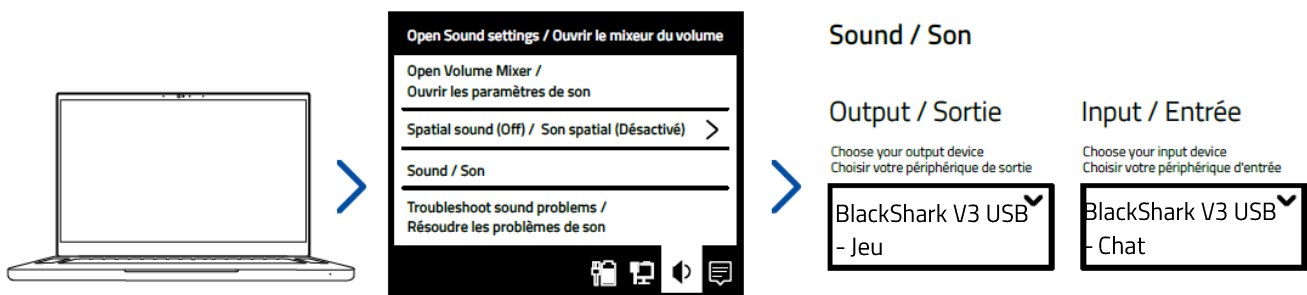 Open Sound settings / Ouvrir le mixeur du volume
Open Volume Mixer /
Ouvrir les paramètres de son
Spatial sound (Off) / Son spatial (Désactivé)
Sound / Son
Troubleshoot sound problems /
Résoudre les problèmes de son
Sound / Son
Output / Sortie
Choose your output device
Choisir votre périphérique de sortie
BlackShark V3 USB
- Jeu
Input / Entrée
Choose your input device
Choisir votre périphérique d'entrée
BlackShark V3 USB
- Chat